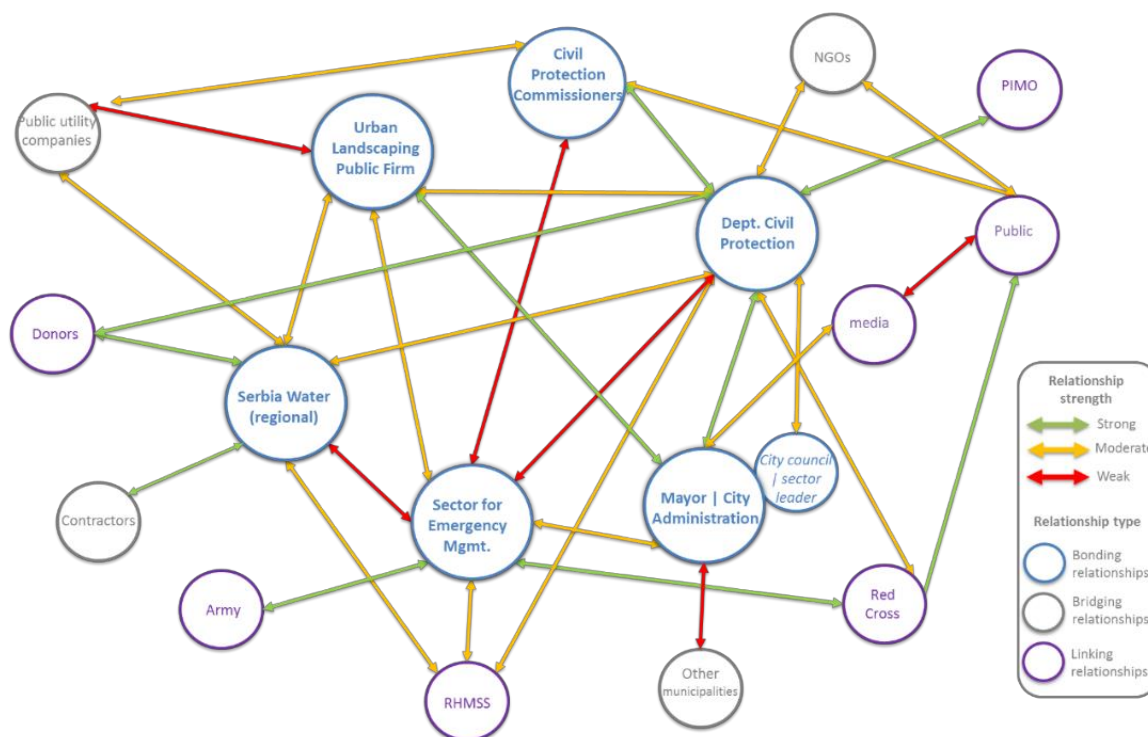 Civil
Protection
Commissioners
NGOs
PIMO
Public utility
companies
Urban
Landscaping
Public Firm
Dept. Civil
Protection
Public
Donors
media
Serbia Water
(regional)
City council
| sector
leader
Contractors
Sector for
Emergency
Mgmt.
Mayor | City
Administration
Army
Red
Cross
RHMSS
Other
municipalities
Relationship
strength
Strong
Moderate
Weak
Relationship type
Bonding
relationships
Bridging
relationships
Linking
relationships